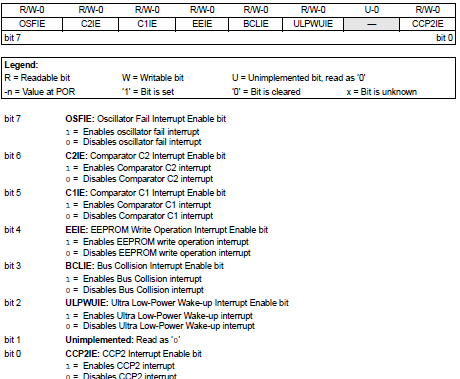 R/W-0 R/W-0 R/W-0 R/W-0 R/W-0 R/W-0 U-0 R/W-0
OSFIE C2IE C1IE EEIE BCLIE ULPWUIE — CCP2IE
bit 7 bit 0
Legend:
R = Readable bit W = Writable bit U = Unimplemented bit, read as '0'
-n = Value at POR '1' = Bit is set '0' = Bit is cleared x = Bit is unknown
bit 7 OSFIE: Oscillator Fail Interrupt Enable bit
1 = Enables oscillator fail interrupt
0 = Disables oscillator fail interrupt
bit 6 C2IE: Comparator C2 Interrupt Enable bit
1 = Enables Comparator C2 interrupt
0 = Disables Comparator C2 interrupt
bit 5 C1IE: Comparator C1 Interrupt Enable bit
1 = Enables Comparator C1 interrupt
0 = Disables Comparator C1 interrupt
bit 4 EEIE: EEPROM Write Operation Interrupt Enable bit
1 = Enables EEPROM write operation interrupt
0 = Disables EEPROM write operation interrupt
bit 3 BCLIE: Bus Collision Interrupt Enable bit
1 = Enables Bus Collision interrupt
0 = Disables Bus Collision interrupt
bit 2 ULPWUIE: Ultra Low-Power Wake-up Interrupt Enable bit
1 = Enables Ultra Low-Power Wake-up interrupt
0 = Disables Ultra Low-Power Wake-up interrupt
bit 1 Unimplemented: Read as '0'
bit 0 CCP2IE: CCP2 Interrupt Enable bit
1 = Enables CCP2 interrupt
0 = Disables CCP2 interrupt